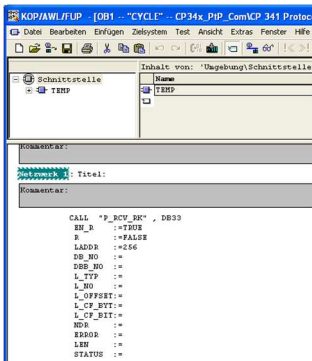 KOP/AWL/FUP - [OB1 -- "CYCLE" -- CP34x_PtP_Com\CP 341 Protoc
Datei Bearbeiten Einfügen Zielsystem Test Ansicht Extras Fenster Hilfe
Inhalt von: 'Umgebung\Schnittstelle
Schnittstelle
Name
TEMP
TEMP
Kommentar:
Netzwerk 1: Titel:
Kommentar:
CALL "P_RCV_RK" , DB33
EN_R :=TRUE
R :=FALSE
LADDR :=256
DB_NO :=
DBB_NO :=
L_TYP :=
L_NO :=
L_OFFSET:=
L_CF_BYT:=
L_CF_BIT:=
NDR :=
ERROR :=
LEN :=
STATUS :=